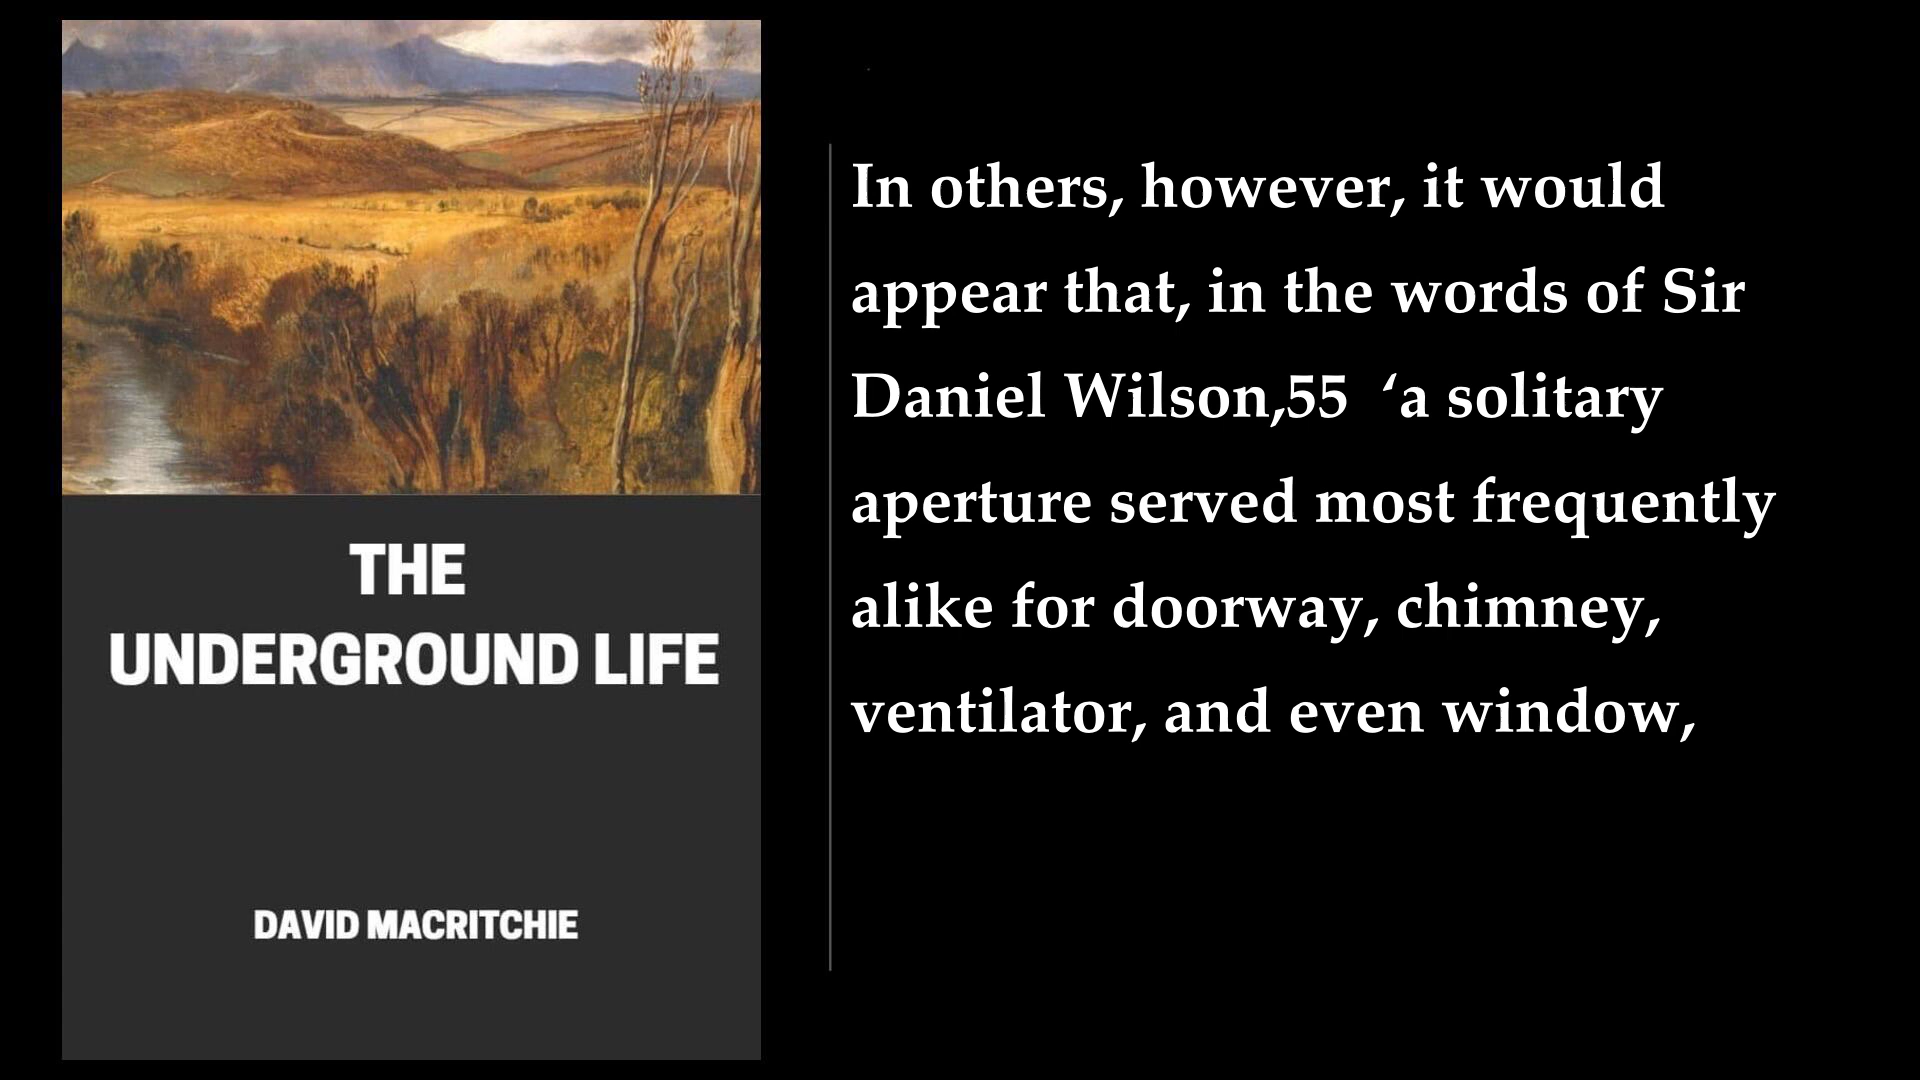 THE
UNDERGROUND LIFE
DAVID MACRITCHIE
In others, however, it would
appear that, in the words of Sir
Daniel Wilson,55  ‘a solitary
aperture served most frequently
alike for doorway, chimney,
ventilator, and even window,